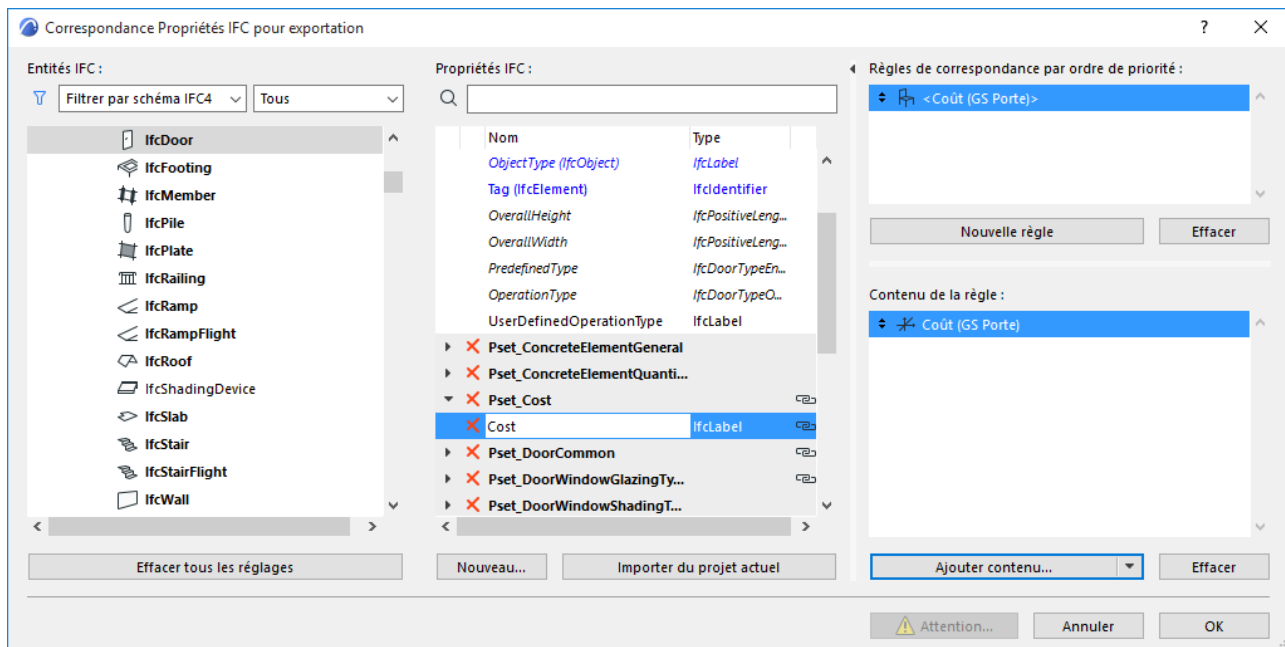 Correspondance Propriétés IFC pour exportation
?
Entités IFC :
Filtrer par schéma IFC4
Tous
IfcDoor
IfcFooting
IfcMember
IfcPile
IfcPlate
IfcRailing
IfcRamp
IfcRampFlight
IfcRoof
IfcShadingDevice
IfcSlab
IfcStair
IfcStairFlight
IfcWall
Effacer tous les réglages
Propriétés IFC :
Nom Type
ObjectType (IfcObject) IfcLabel
Tag (IfcElement) IfcIdentifier
OverallHeight IfcPositiveLeng...
OverallWidth IfcPositiveLeng...
PredefinedType IfcDoorTypeEn...
OperationType IfcDoorTypeO...
UserDefinedOperationType IfcLabel
Pset_ConcreteElementGeneral
Pset_ConcreteElementQuanti...
Pset_Cost
Cost IfcLabel
Pset_DoorCommon
Pset_DoorWindowGlazingTy...
Pset_DoorWindowShadingT...
Nouveau... Importer du projet actuel
Règles de correspondance par ordre de priorité :
<Coût (GS Porte)>
Nouvelle règle Effacer
Contenu de la règle :
Coût (GS Porte)
Ajouter contenu... Effacer
Attention... Annuler OK